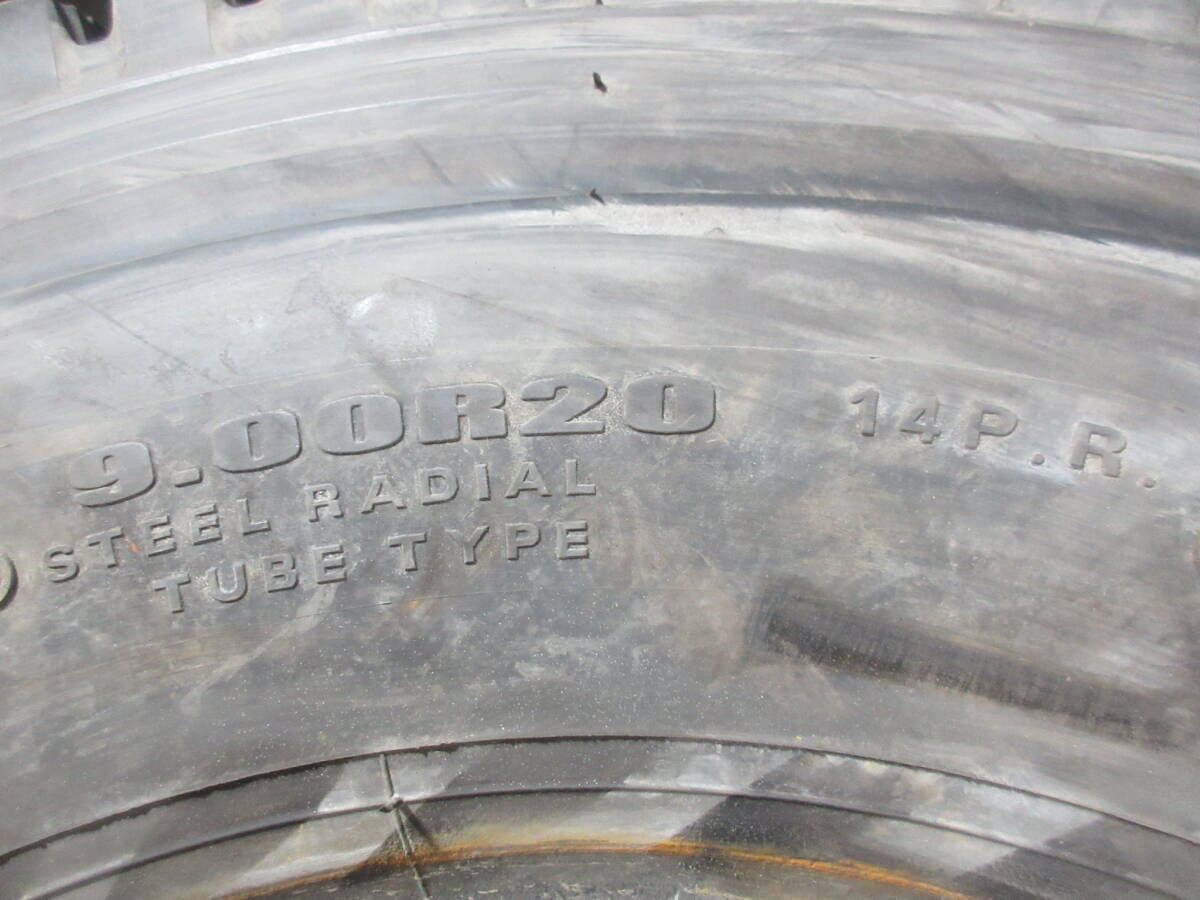 9.00R20 14P.R.
STEEL RADIAL
TUBE TYPE